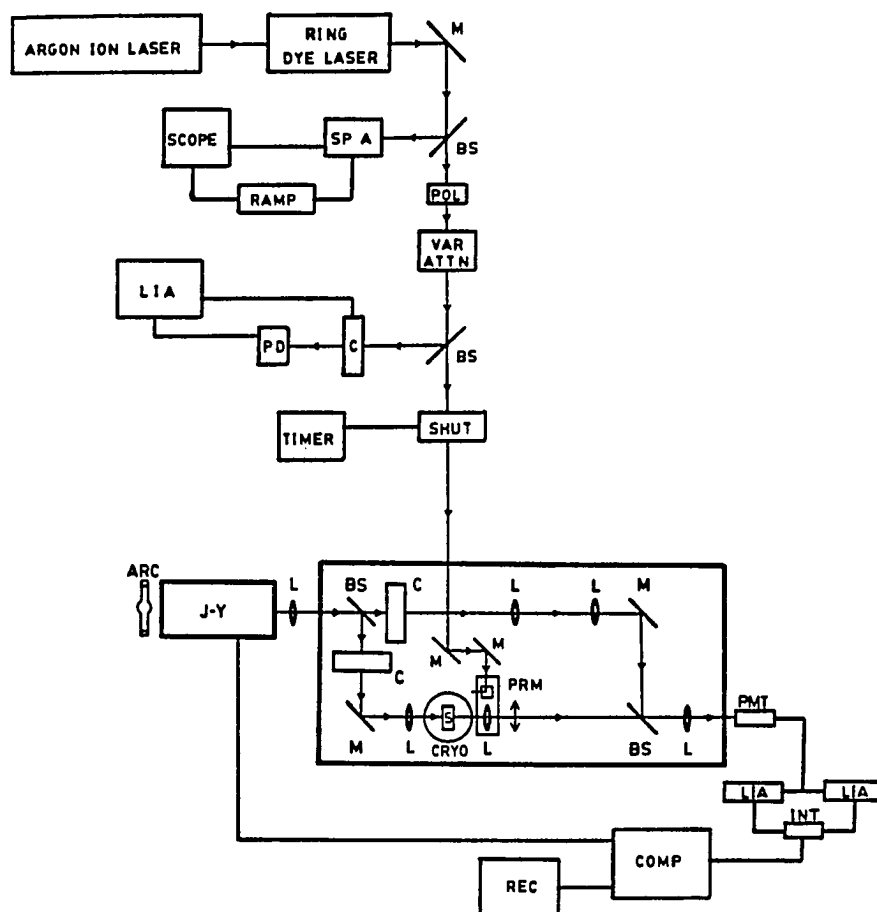 ARGON ION LASER
RING
DYE LASER
M
SCOPE
SP A
BS
RAMP
POL
VAR
ATTN
LIA
PD
C
BS
TIMER
SHUT
ARC
J-Y
L
BS
C
L
L
M
M
M
C
PRM
S
M
L
CRYO
L
BS
L
PMT
LIA
LIA
INT
COMP
REC